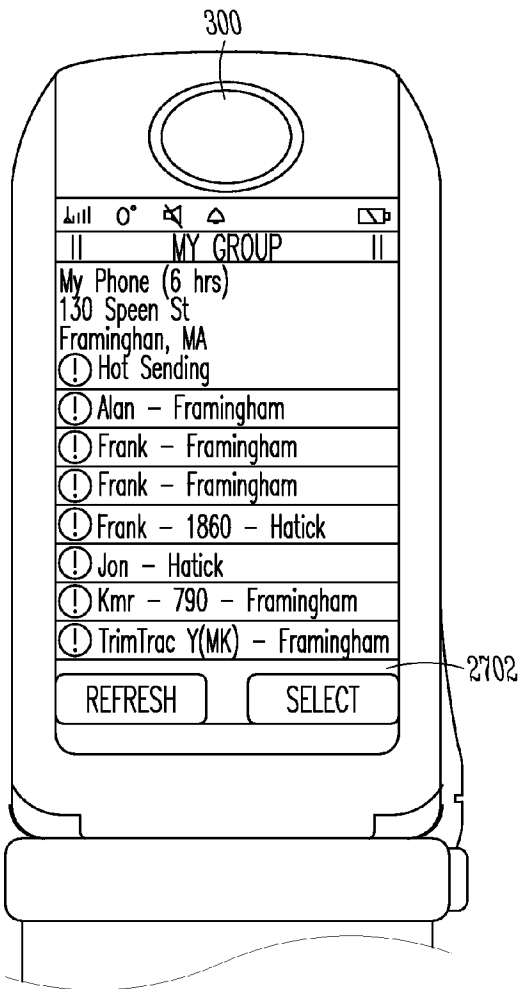 300
0°
MY GROUP
My Phone (6 hrs)
130 Speen St
Framinghan, MA
Hot Sending
Alan – Framingham
Frank – Framingham
Frank – Framingham
Frank – 1860 – Hatick
Jon – Hatick
Kmr – 790 – Framingham
TrimTrac Y(MK) – Framingham
2702
REFRESH SELECT